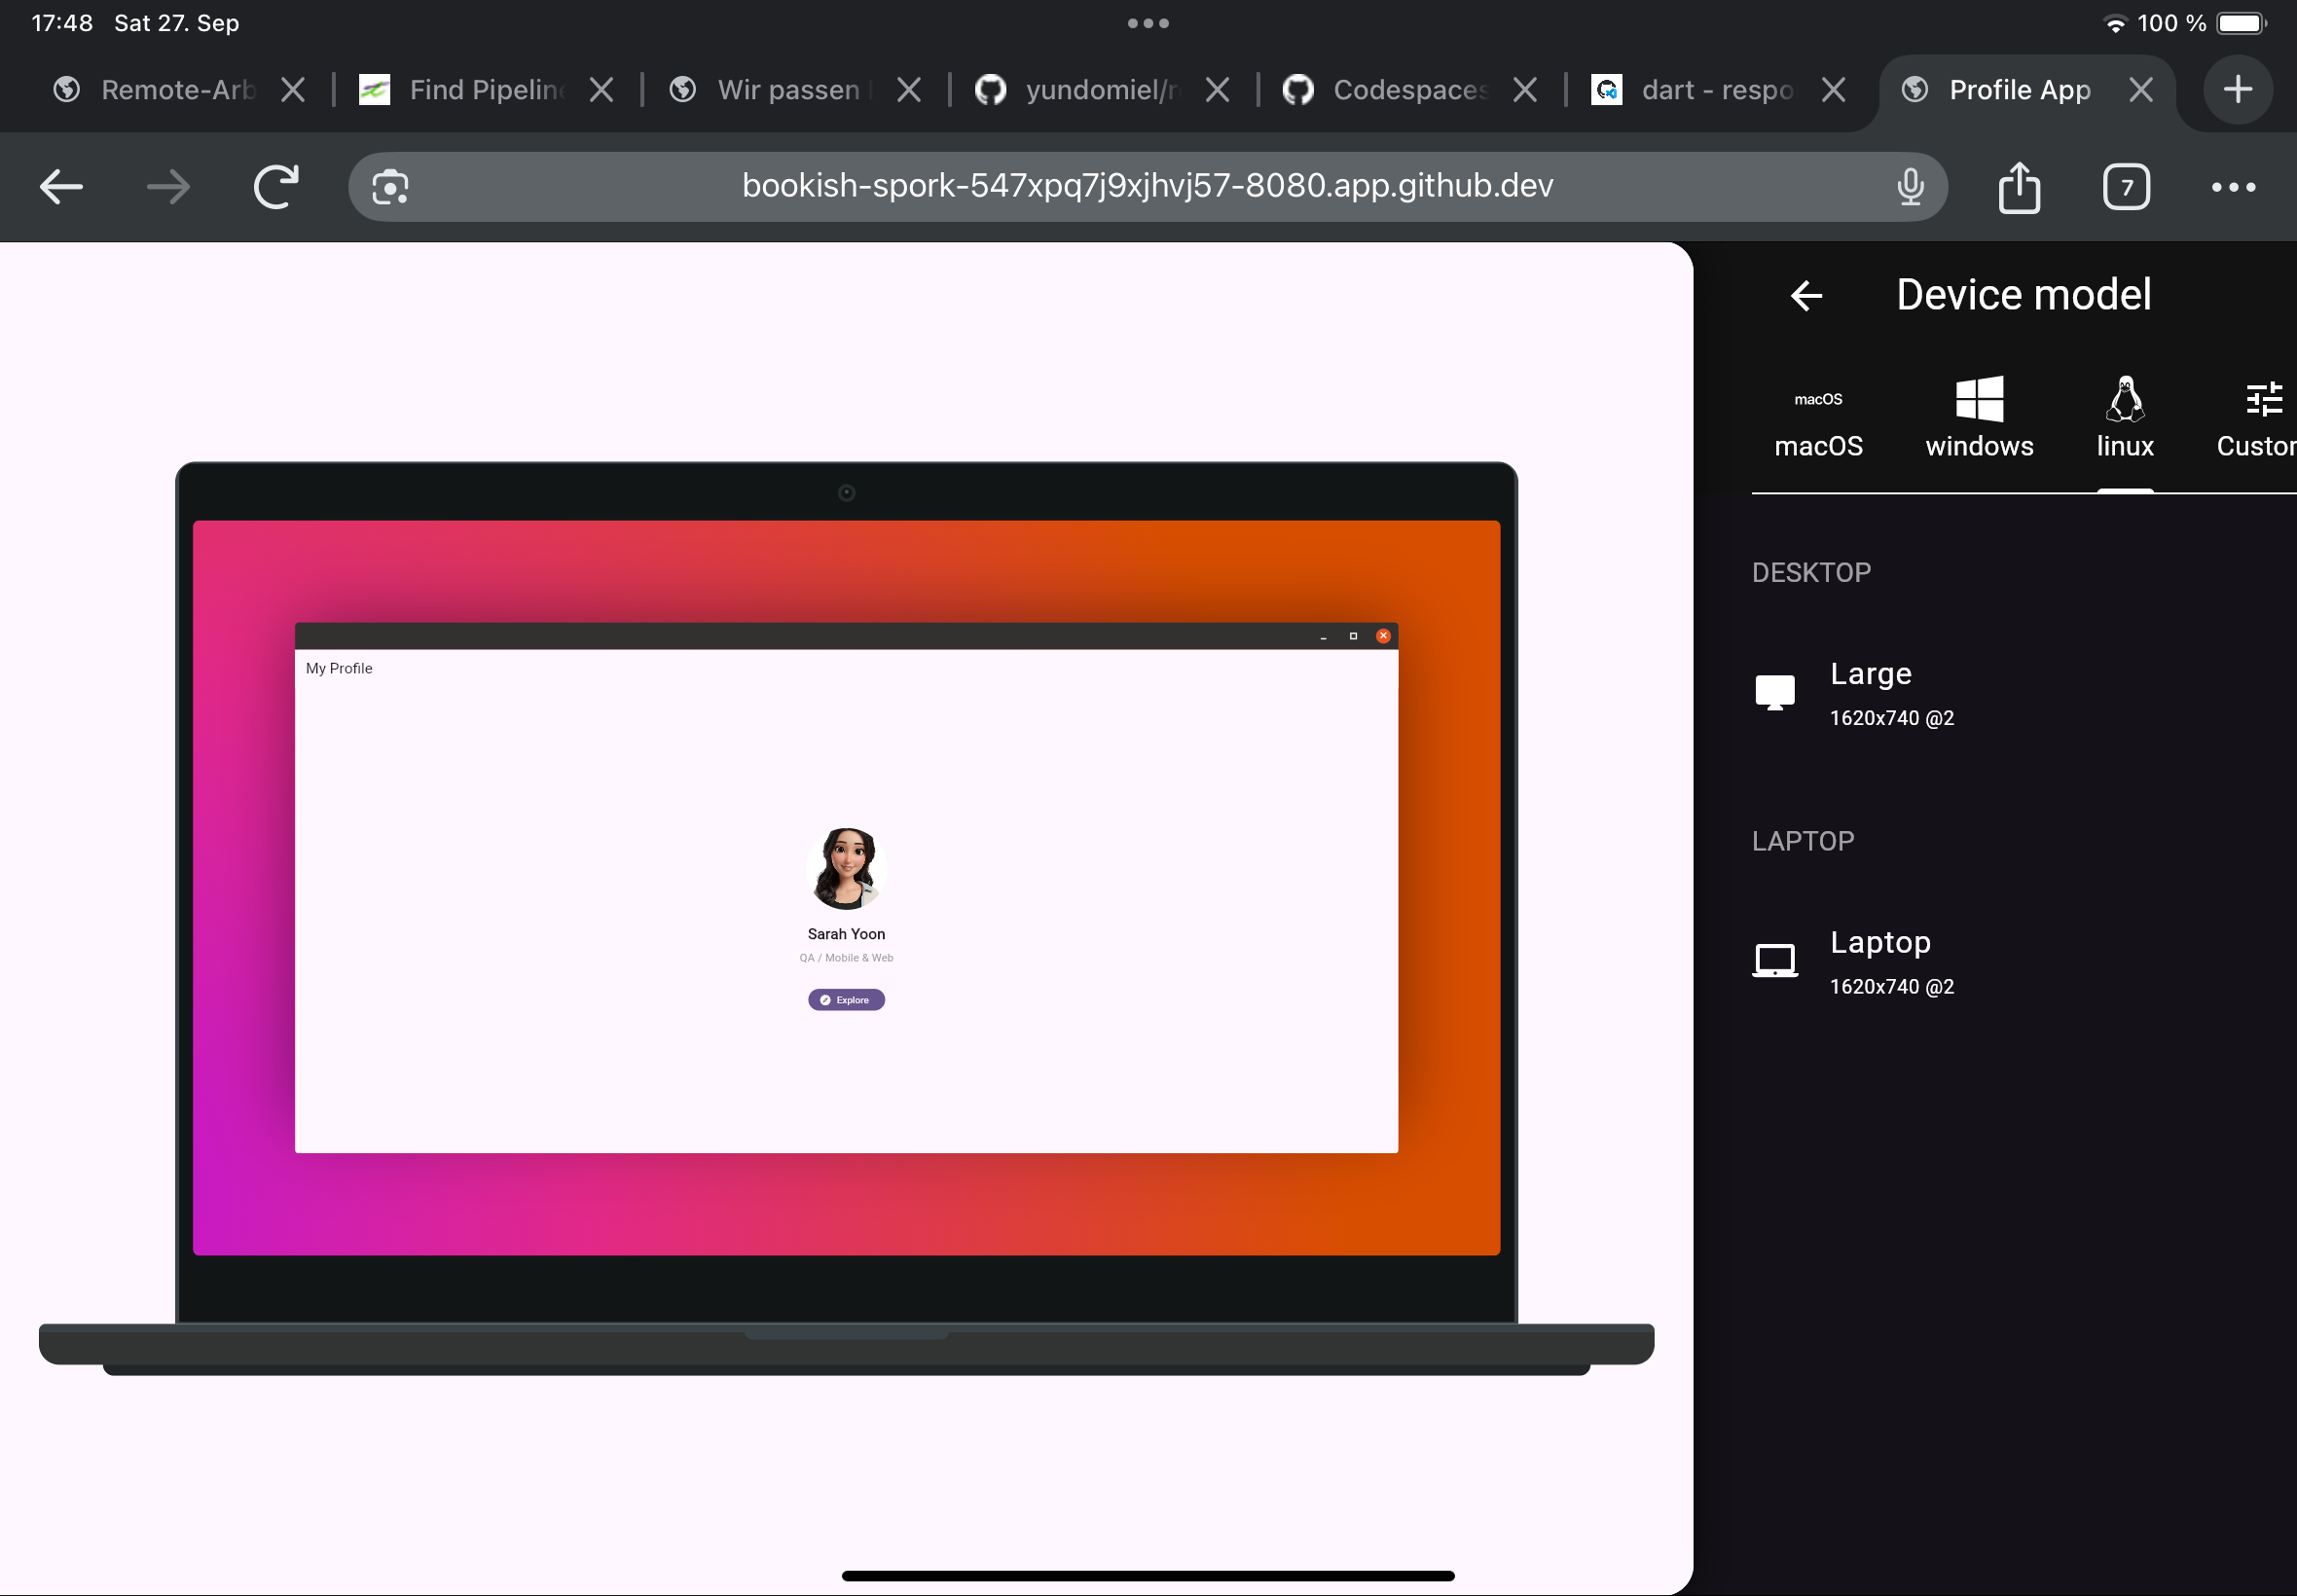 17:48 Sat 27. Sep
100 %
Remote-Arb
Find Pipeline
Wir passen
yundomiel/r
Codespaces
dart - respo
Profile App
bookish-spork-547xpq7j9xjhvj57-8080.app.github.dev
7
Device model
macOS
macOS
windows
linux
Custor
DESKTOP
Large
1620x740 @2
LAPTOP
Laptop
1620x740 @2
My Profile
Sarah Yoon
QA / Mobile & Web
Explore